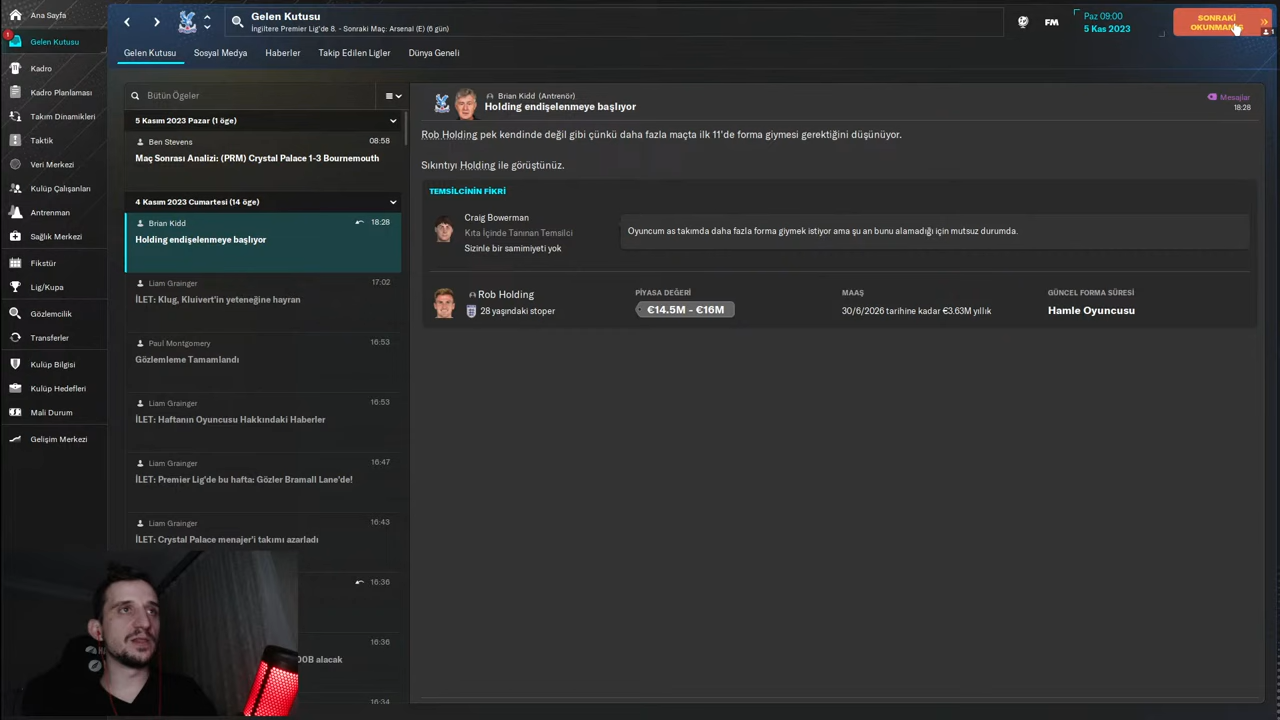 Ana Sayfa
1
Gelen Kutusu
Kadro
Kadro Planlaması
Takım Dinamikleri
Taktik
Veri Merkezi
Kulüp Çalışanları
Antrenman
Sağlık Merkezi
Fikstür
Lig/Kupa
Gözlemcilik
Transferler
Kulüp Bilgisi
Kulüp Hedefleri
Mali Durum
Gelişim Merkezi
Gelen Kutusu
İngiltere Premier Lig'de 8. - Sonraki Maç: Arsenal (E) (6 gün)
FM
Paz 09:00
5 Kas 2023
SONRAKİ
1
Gelen Kutusu
Sosyal Medya
Haberler
Takip Edilen Ligler
Dünya Geneli
Bütün Ögeler
5 Kasım 2023 Pazar (1 öge)
Ben Stevens
08:58
Maç Sonrası Analizi: (PRM) Crystal Palace 1-3 Bournemouth
4 Kasım 2023 Cumartesi (14 öge)
Brian Kidd
18:28
Holding endişelenmeye başlıyor
Liam Grainger
17:02
İLET: Klug, Kluivert'in yeteneğine hayran
Paul Montgomery
16:53
Gözlemleme Tamamlandı
Liam Grainger
16:53
İLET: Haftanın Oyuncusu Hakkındaki Haberler
Liam Grainger
16:47
İLET: Premier Lig'de bu hafta: Gözler Bramall Lane'de!
Liam Grainger
16:43
İLET: Crystal Palace menajer'i takımı azarladı
16:36
16:36
00B alacak
16:34
Brian Kidd (Antrenör)
Holding endişelenmeye başlıyor
Mesajlar
18:28
Rob Holding pek kendinde değil gibi çünkü daha fazla maçta ilk 11'de forma giymesi gerektiğini düşünüyor.
Sıkıntıyı Holding ile görüştünüz.
TEMSİLCİNİN FİKRİ
Craig Bowerman
Kıta İçinde Tanınan Temsilci
Sizinle bir samimiyeti yok
Oyuncum as takımda daha fazla forma giymek istiyor ama şu an bunu alamadığı için mutsuz durumda.
Rob Holding
28 yaşındaki stoper
PİYASA DEĞERİ
€14.5M - €16M
MAAŞ
30/6/2026 tarihine kadar €3.63M yıllık
GÜNCEL FORMA SÜRESİ
Hamle Oyuncusu